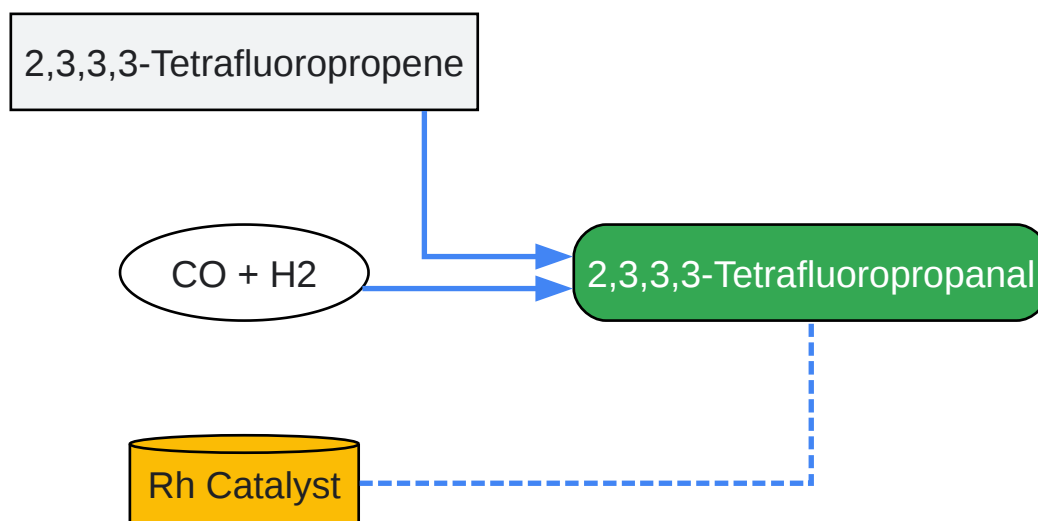 2,3,3,3-Tetrafluoropropene
CO + H2
2,3,3,3-Tetrafluoropropanal
Rh Catalyst